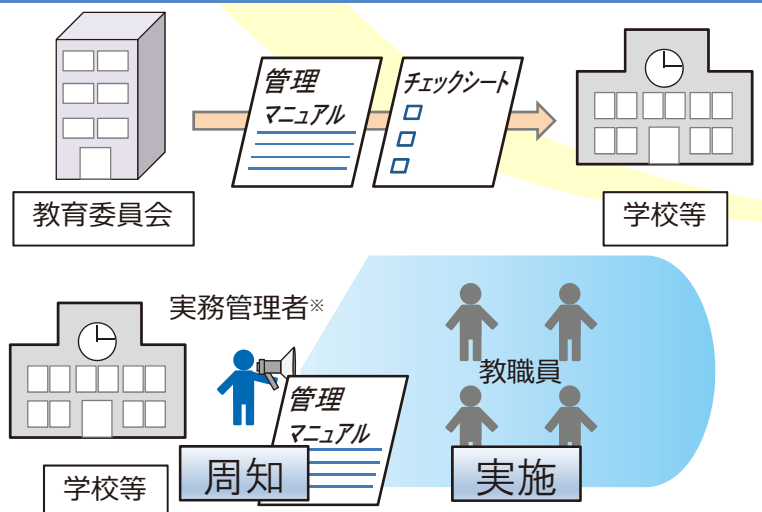 管理
マニュアル
チェックシート
教育委員会
学校等
実務管理者※
教職員
管理
マニュアル
周知
実施
学校等